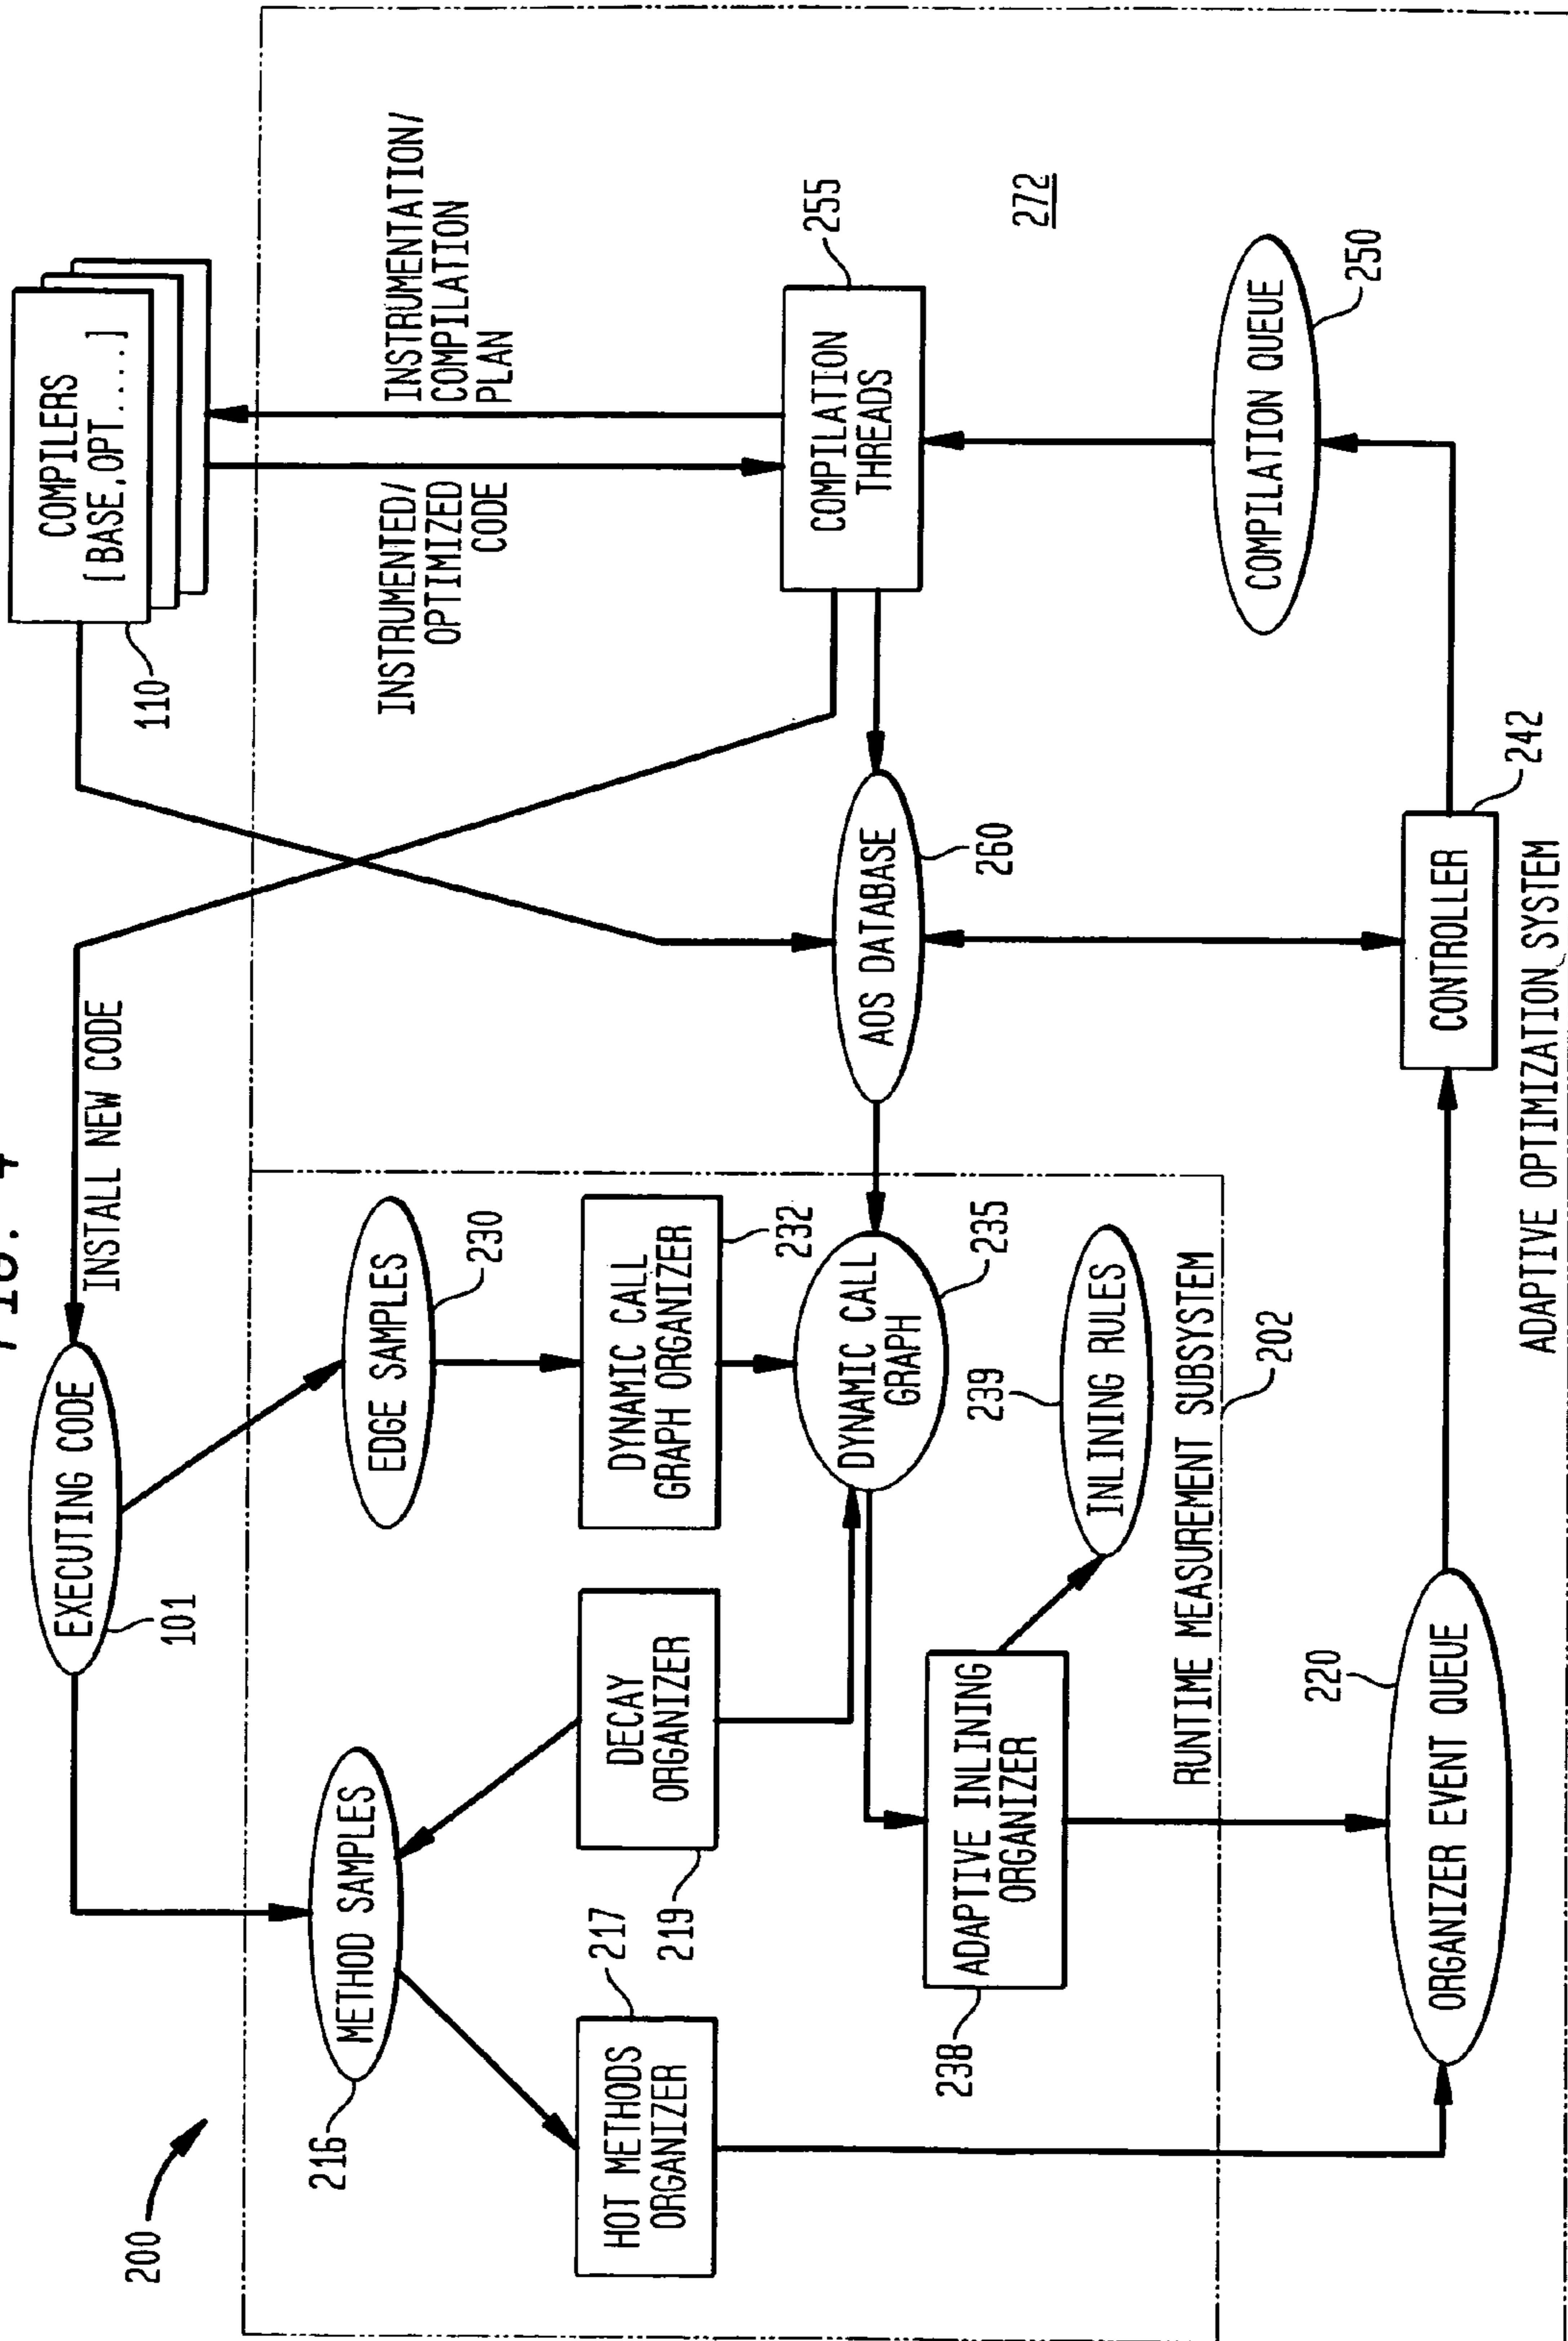 FIG. 4
200
EXECUTING CODE
101
INSTALL NEW CODE
COMPILERS
[BASE,OPT.....]
110
METHOD SAMPLES
216
EDGE SAMPLES
230
INSTRUMENTED/
OPTIMIZED
CODE
INSTRUMENTATION/
COMPILATION
PLAN
HOT METHODS
ORGANIZER
217
DECAY
ORGANIZER
219
DYNAMIC CALL
GRAPH ORGANIZER
232
DYNAMIC CALL
GRAPH
235
AOS DATABASE
260
COMPILATION
THREADS
255
ADAPTIVE INLINING
ORGANIZER
238
INLINING RULES
239
272
RUNTIME MEASUREMENT SUBSYSTEM
202
COMPILATION QUEUE
250
ORGANIZER EVENT QUEUE
220
CONTROLLER
242
ADAPTIVE OPTIMIZATION SYSTEM